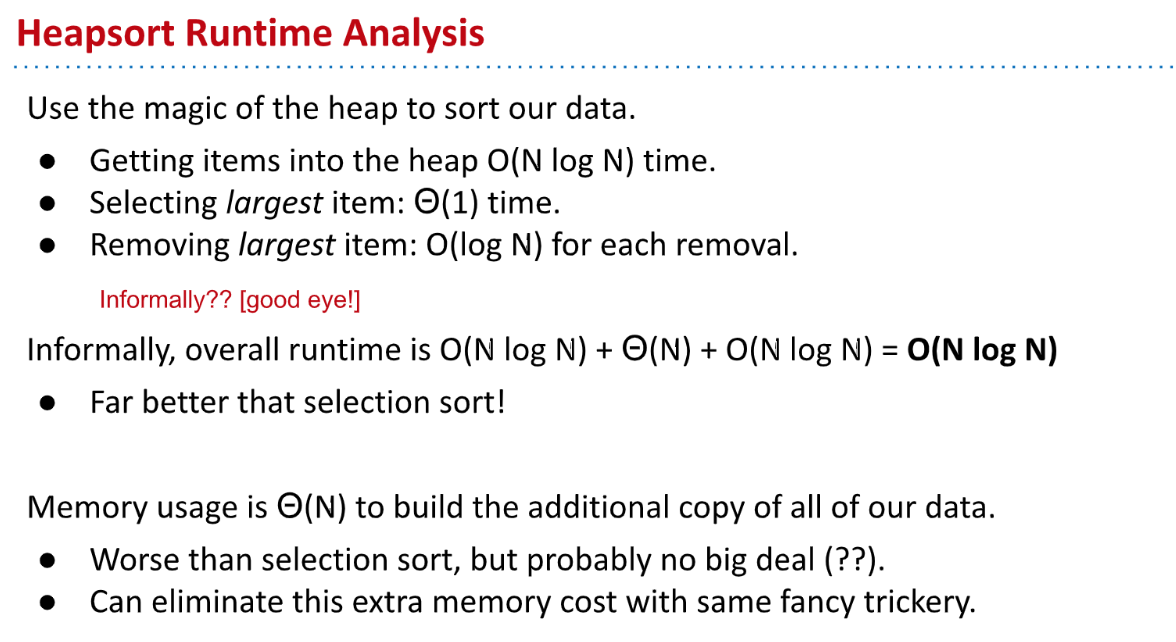 Heapsort Runtime Analysis
Use the magic of the heap to sort our data.
● Getting items into the heap O(N log N) time.
● Selecting largest item: Θ(1) time.
● Removing largest item: O(log N) for each removal.
Informally?? [good eye!]
Informally, overall runtime is O(N log N) + Θ(N) + O(N log N) = O(N log N)
● Far better that selection sort!
Memory usage is Θ(N) to build the additional copy of all of our data.
● Worse than selection sort, but probably no big deal (??).
● Can eliminate this extra memory cost with same fancy trickery.